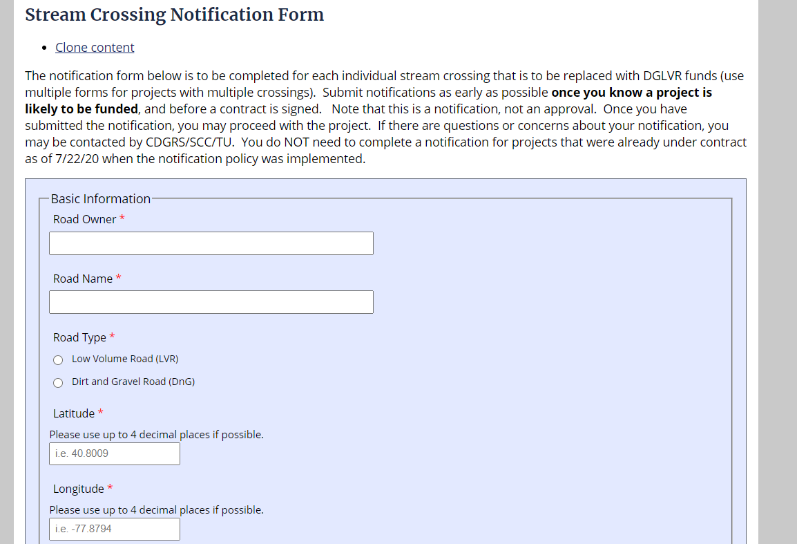 Stream Crossing Notification Form
• Clone content
The notification form below is to be completed for each individual stream crossing that is to be replaced with DGLVR funds (use
multiple forms for projects with multiple crossings).  Submit notifications as early as possible once you know a project is
likely to be funded, and before a contract is signed.   Note that this is a notification, not an approval.  Once you have
submitted the notification, you may proceed with the project.  If there are questions or concerns about your notification, you
may be contacted by CDGRS/SCC/TU.  You do NOT need to complete a notification for projects that were already under contract
as of 7/22/20 when the notification policy was implemented.
Basic Information
Road Owner *
Road Name *
Road Type *
Low Volume Road (LVR)
Dirt and Gravel Road (DnG)
Latitude *
Please use up to 4 decimal places if possible.
i.e. 40.8009
Longitude *
Please use up to 4 decimal places if possible.
i.e. -77.8794